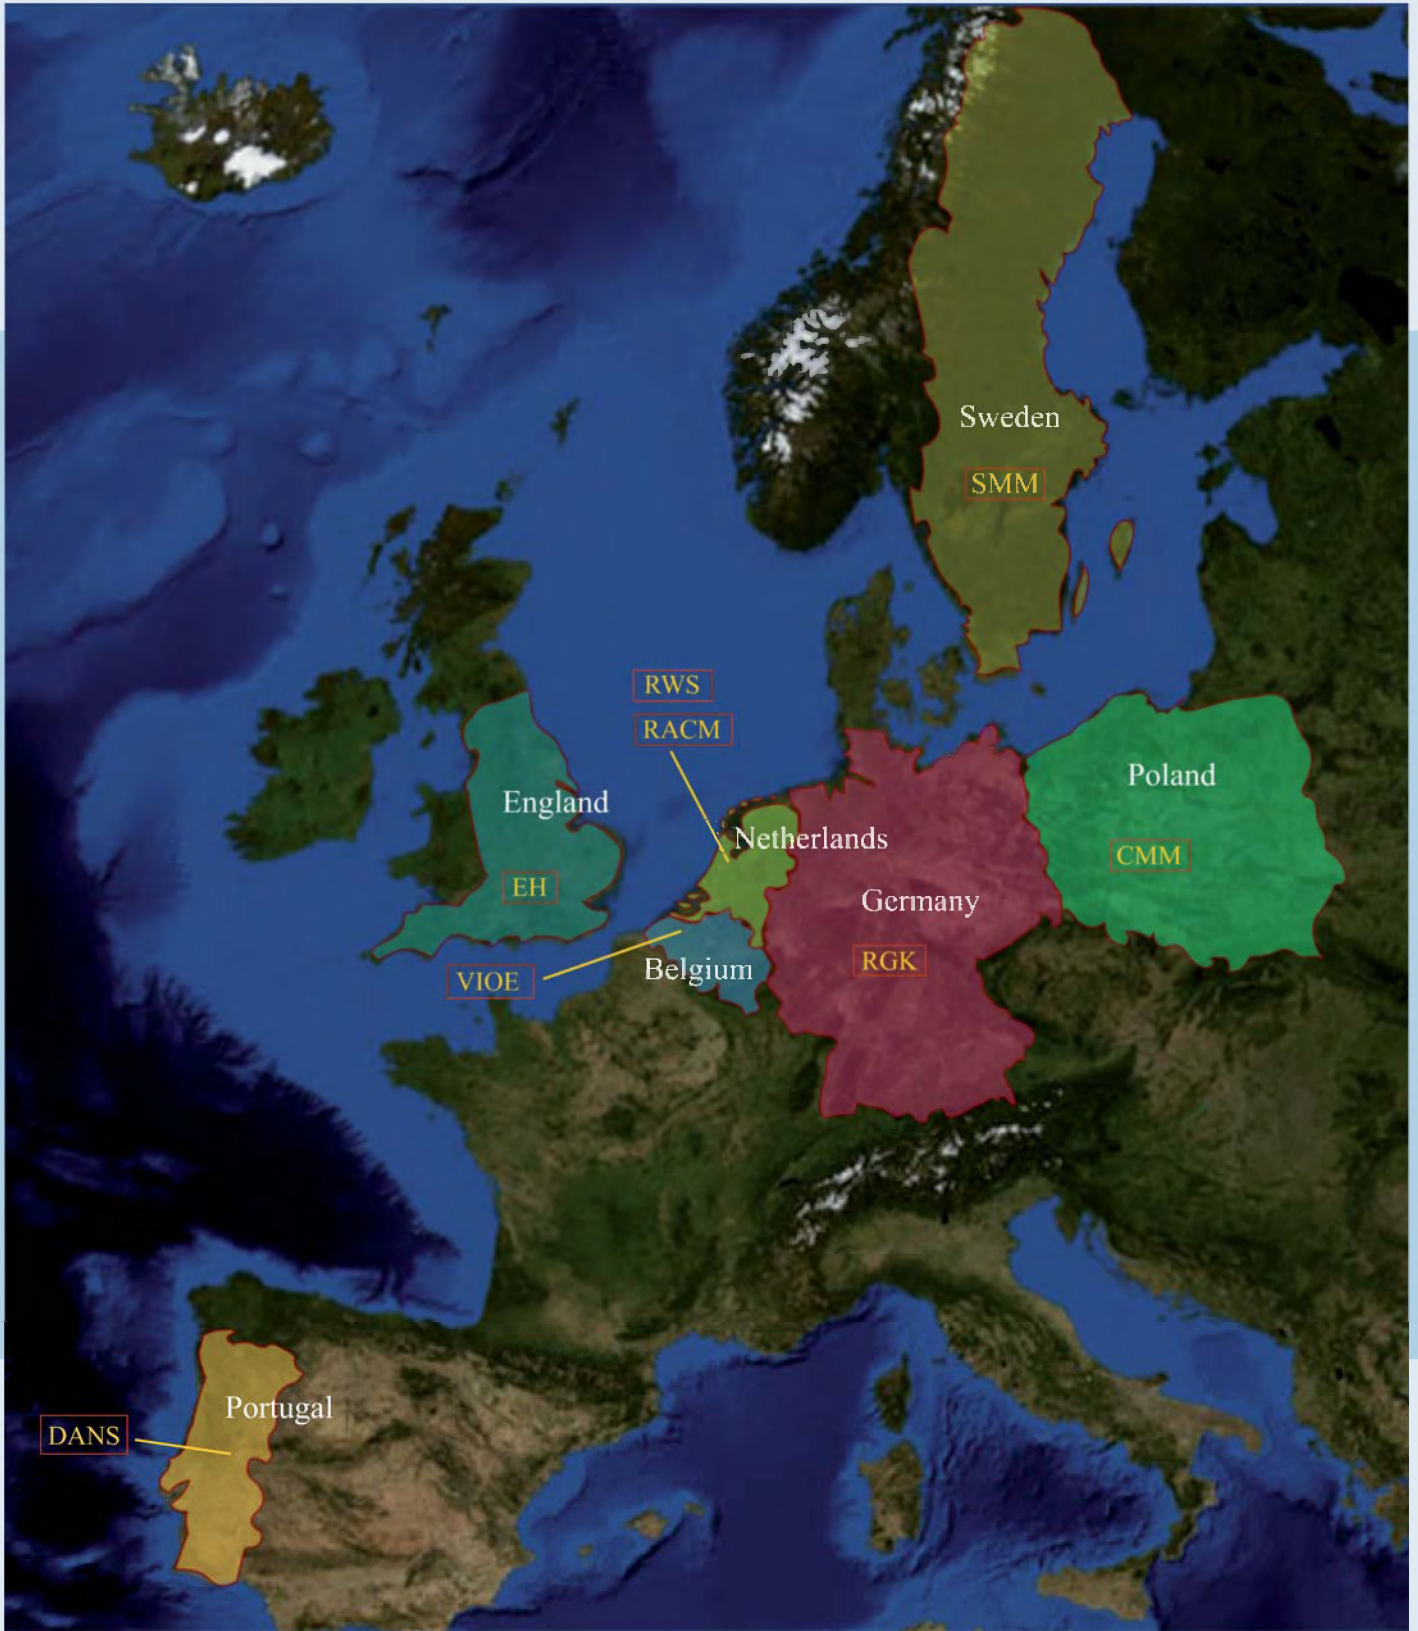 Sweden
SMM
RWS
RACM
Poland
England
Netherlands
CMM
EH
Germany
RGK
Belgium
VIOE
Portugal
DANS